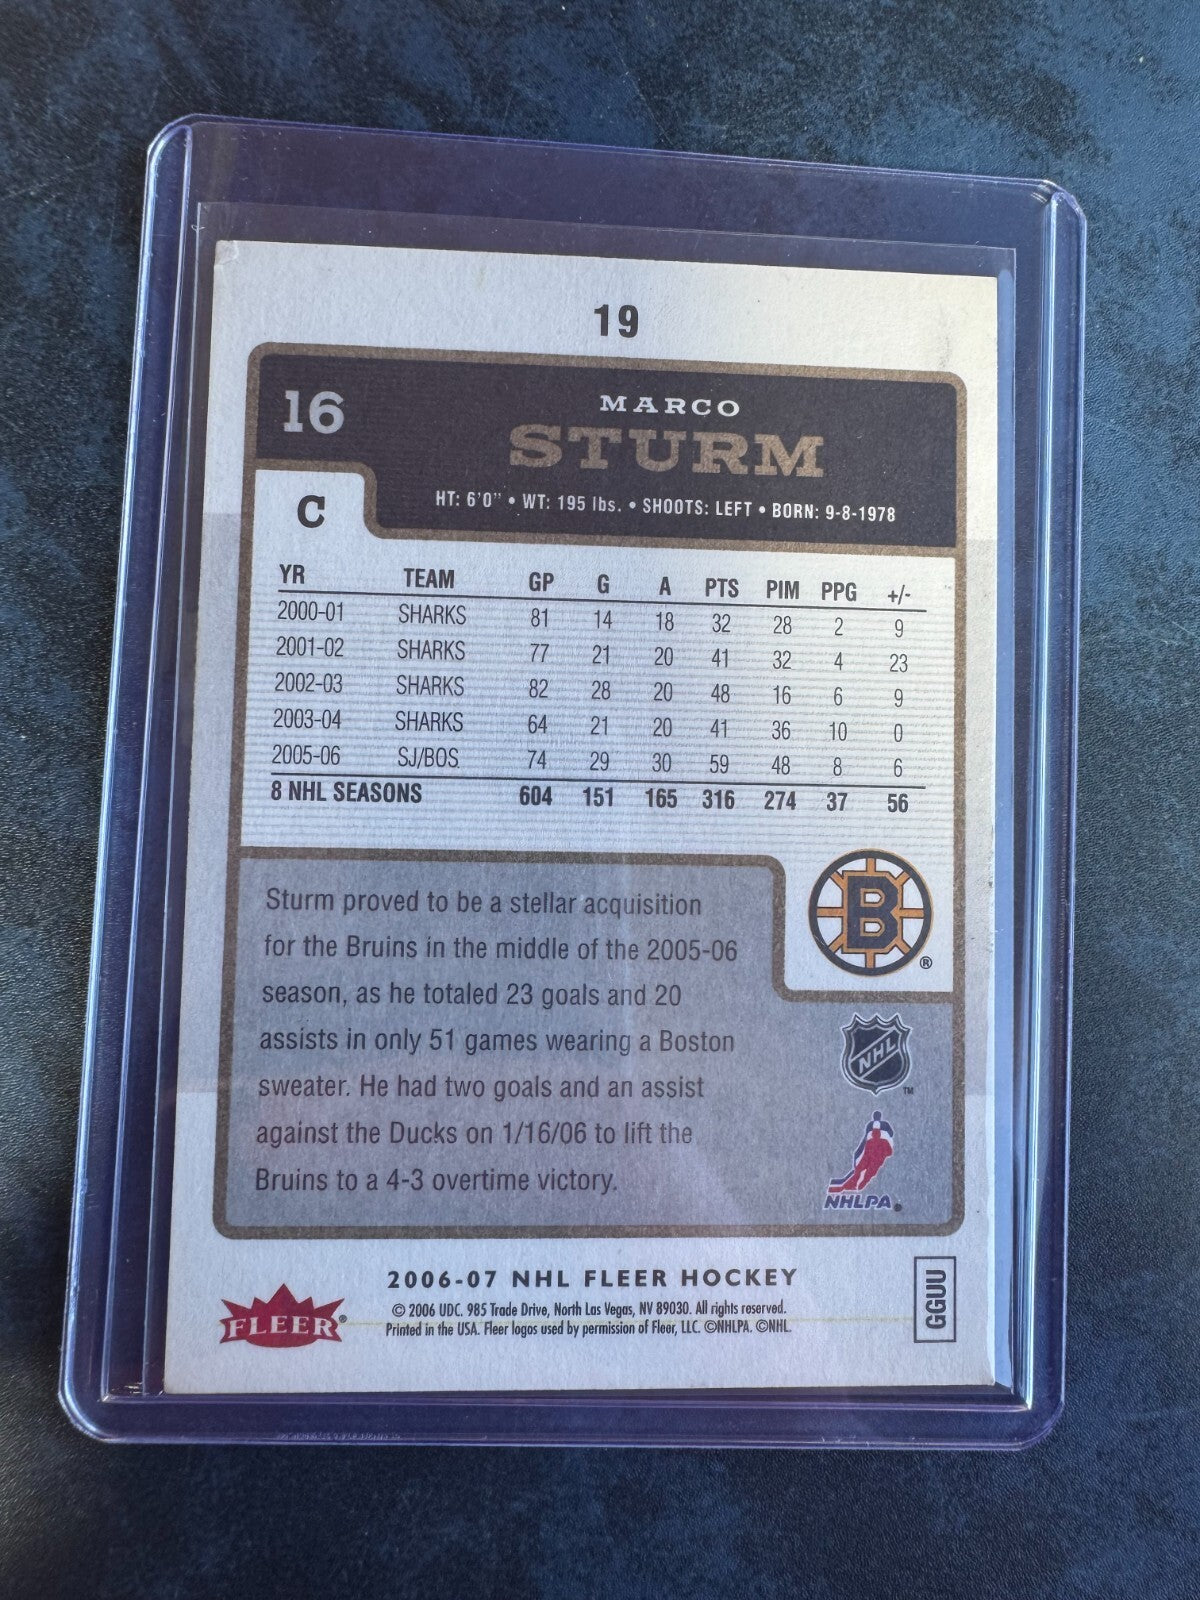 19
16
MARCO
STURM
HT: 6'0" • WT: 195 lbs. • SHOOTS: LEFT • BORN: 9-8-1978
C
YR TEAM GP G A PTS PIM PPG +/-
2000-01 SHARKS 81 14 18 32 28 2 9
2001-02 SHARKS 77 21 20 41 32 4 23
2002-03 SHARKS 82 28 20 48 16 6 9
2003-04 SHARKS 64 21 20 41 36 10 0
2005-06 SJ/BOS 74 29 30 59 48 8 6
8 NHL SEASONS 604 151 165 316 274 37 56
B
®
Sturm proved to be a stellar acquisition
for the Bruins in the middle of the 2005-06
season, as he totaled 23 goals and 20
assists in only 51 games wearing a Boston
sweater. He had two goals and an assist
against the Ducks on 1/16/06 to lift the
Bruins to a 4-3 overtime victory.
NHL ™
NHLPA®
FLEER®
2006-07 NHL FLEER HOCKEY
© 2006 UDC. 985 Trade Drive, North Las Vegas, NV 89030. All rights reserved.
Printed in the USA. Fleer logos used by permission of Fleer, LLC. ©NHLPA. ©NHL.
GGUU